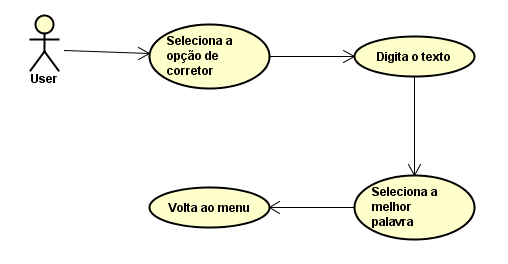 User
Seleciona a
opção de
corretor
Digita o texto
Seleciona a
melhor
palavra
Volta ao menu